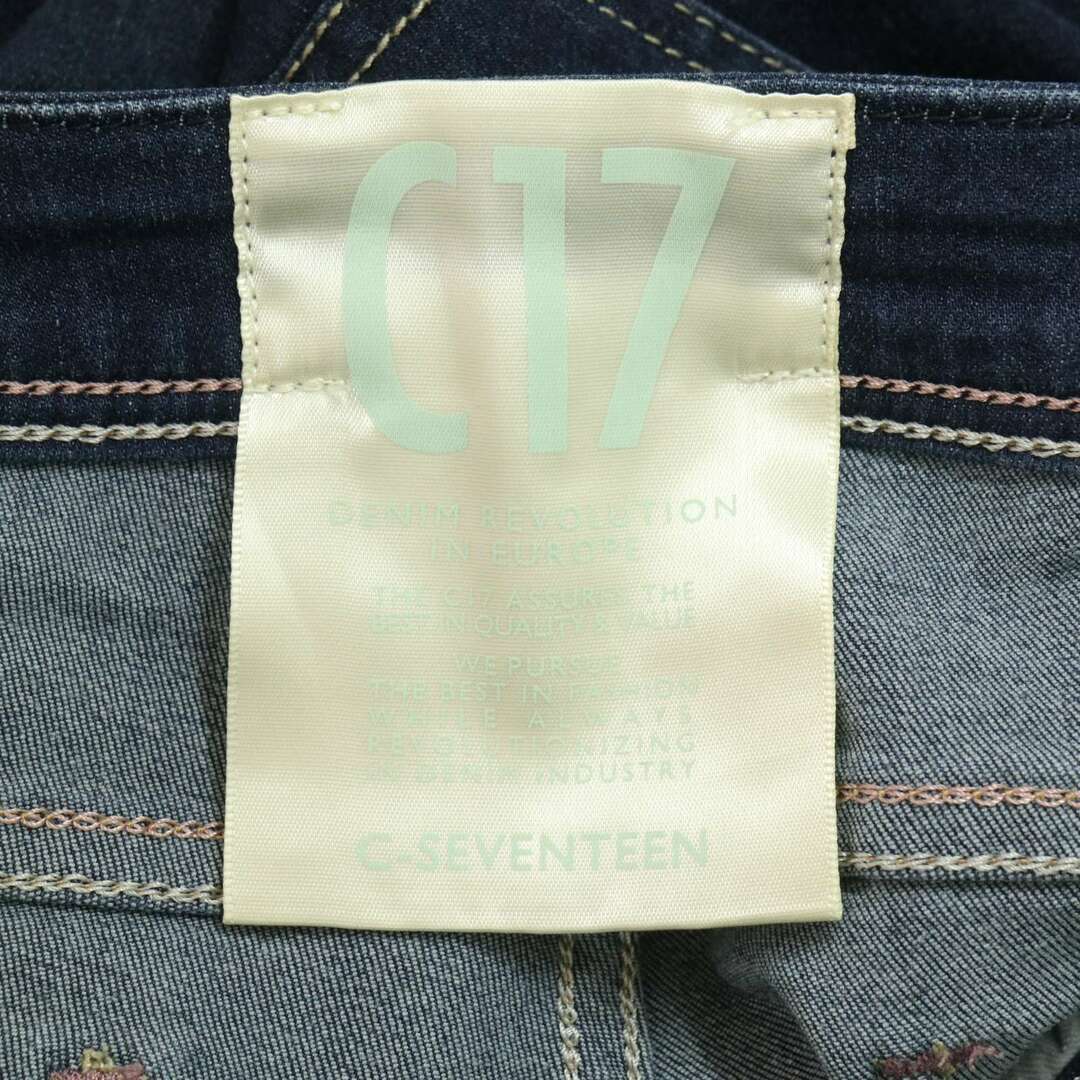 C17
DENIM REVOLUTION
IN EUROPE
THE C17 ASSURES THE
BEST IN QUALITY & VALUE
WE PURSUE
THE BEST IN FASHION
WHILE ALWAYS
REVOLUTIONIZING
IN DENIM INDUSTRY
C-SEVENTEEN